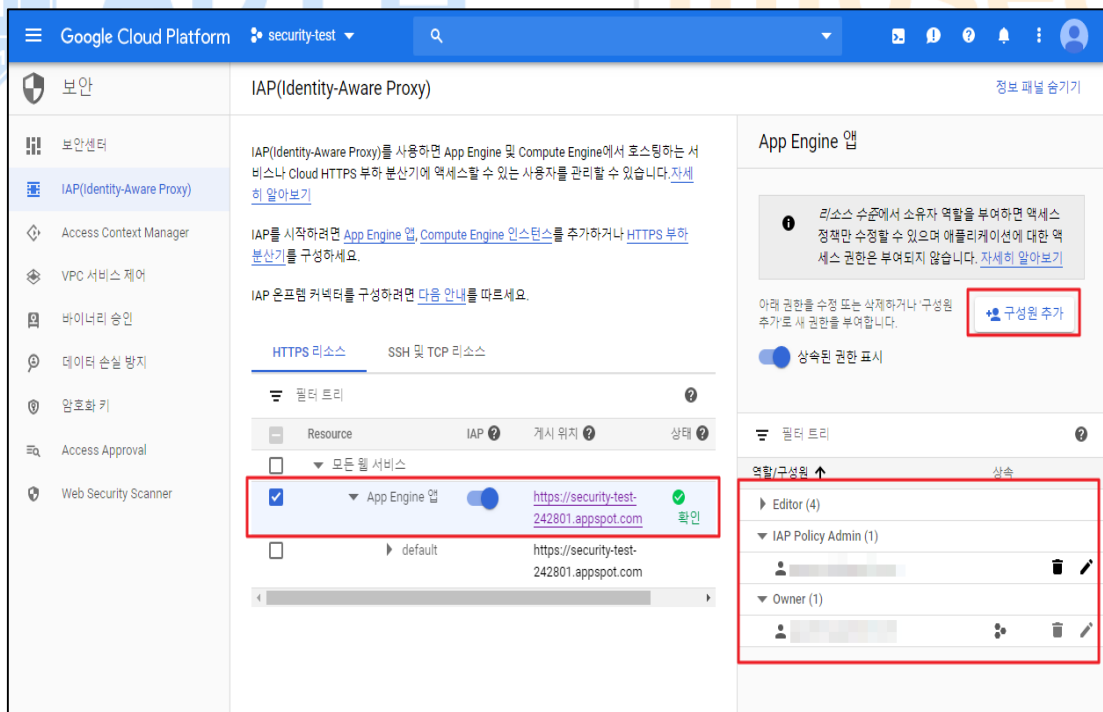 Google Cloud Platform
security-test
보안
IAP(Identity-Aware Proxy)
정보 패널 숨기기
보안센터
IAP(Identity-Aware Proxy)
Access Context Manager
VPC 서비스 제어
바이너리 승인
데이터 손실 방지
암호화 키
Access Approval
Web Security Scanner
IAP(Identity-Aware Proxy)를 사용하면 App Engine 및 Compute Engine에서 호스팅하는 서
비스나 Cloud HTTPS 부하 분산기에 액세스할 수 있는 사용자를 관리할 수 있습니다.자세
히 알아보기
IAP를 시작하려면 App Engine 앱, Compute Engine 인스턴스를 추가하거나 HTTPS 부하
분산기를 구성하세요.
IAP 온프렘 커넥터를 구성하려면 다음 안내를 따르세요.
HTTPS 리소스 SSH 및 TCP 리소스
필터 트리
Resource IAP 게시 위치 상태
모든 웹 서비스
App Engine 앱 https://security-test-
242801.appspot.com 확인
default https://security-test-
242801.appspot.com
App Engine 앱
리소스 수준에서 소유자 역할을 부여하면 액세스
정책만 수정할 수 있으며 애플리케이션에 대한 액
세스 권한은 부여되지 않습니다. 자세히 알아보기
아래 권한을 수정 또는 삭제하거나 '구성원
추가'로 새 권한을 부여합니다.
구성원 추가
상속된 권한 표시
필터 트리
역할/구성원 상속
Editor (4)
IAP Policy Admin (1)
Owner (1)